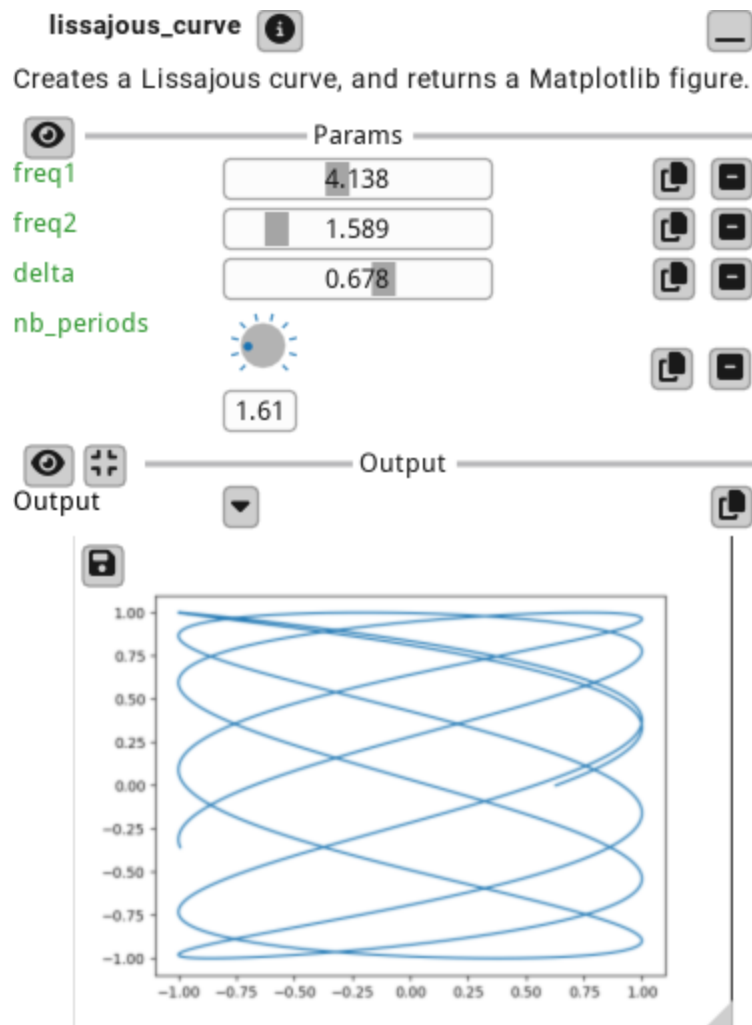 lissajous_curve
Creates a Lissajous curve, and returns a Matplotlib figure.
Params
freq1 4.138
freq2 1.589
delta 0.678
nb_periods
1.61
Output
Output
1.00
0.75
0.50
0.25
0.00
−0.25
−0.50
−0.75
−1.00
−1.00 −0.75 −0.50 −0.25 0.00 0.25 0.50 0.75 1.00